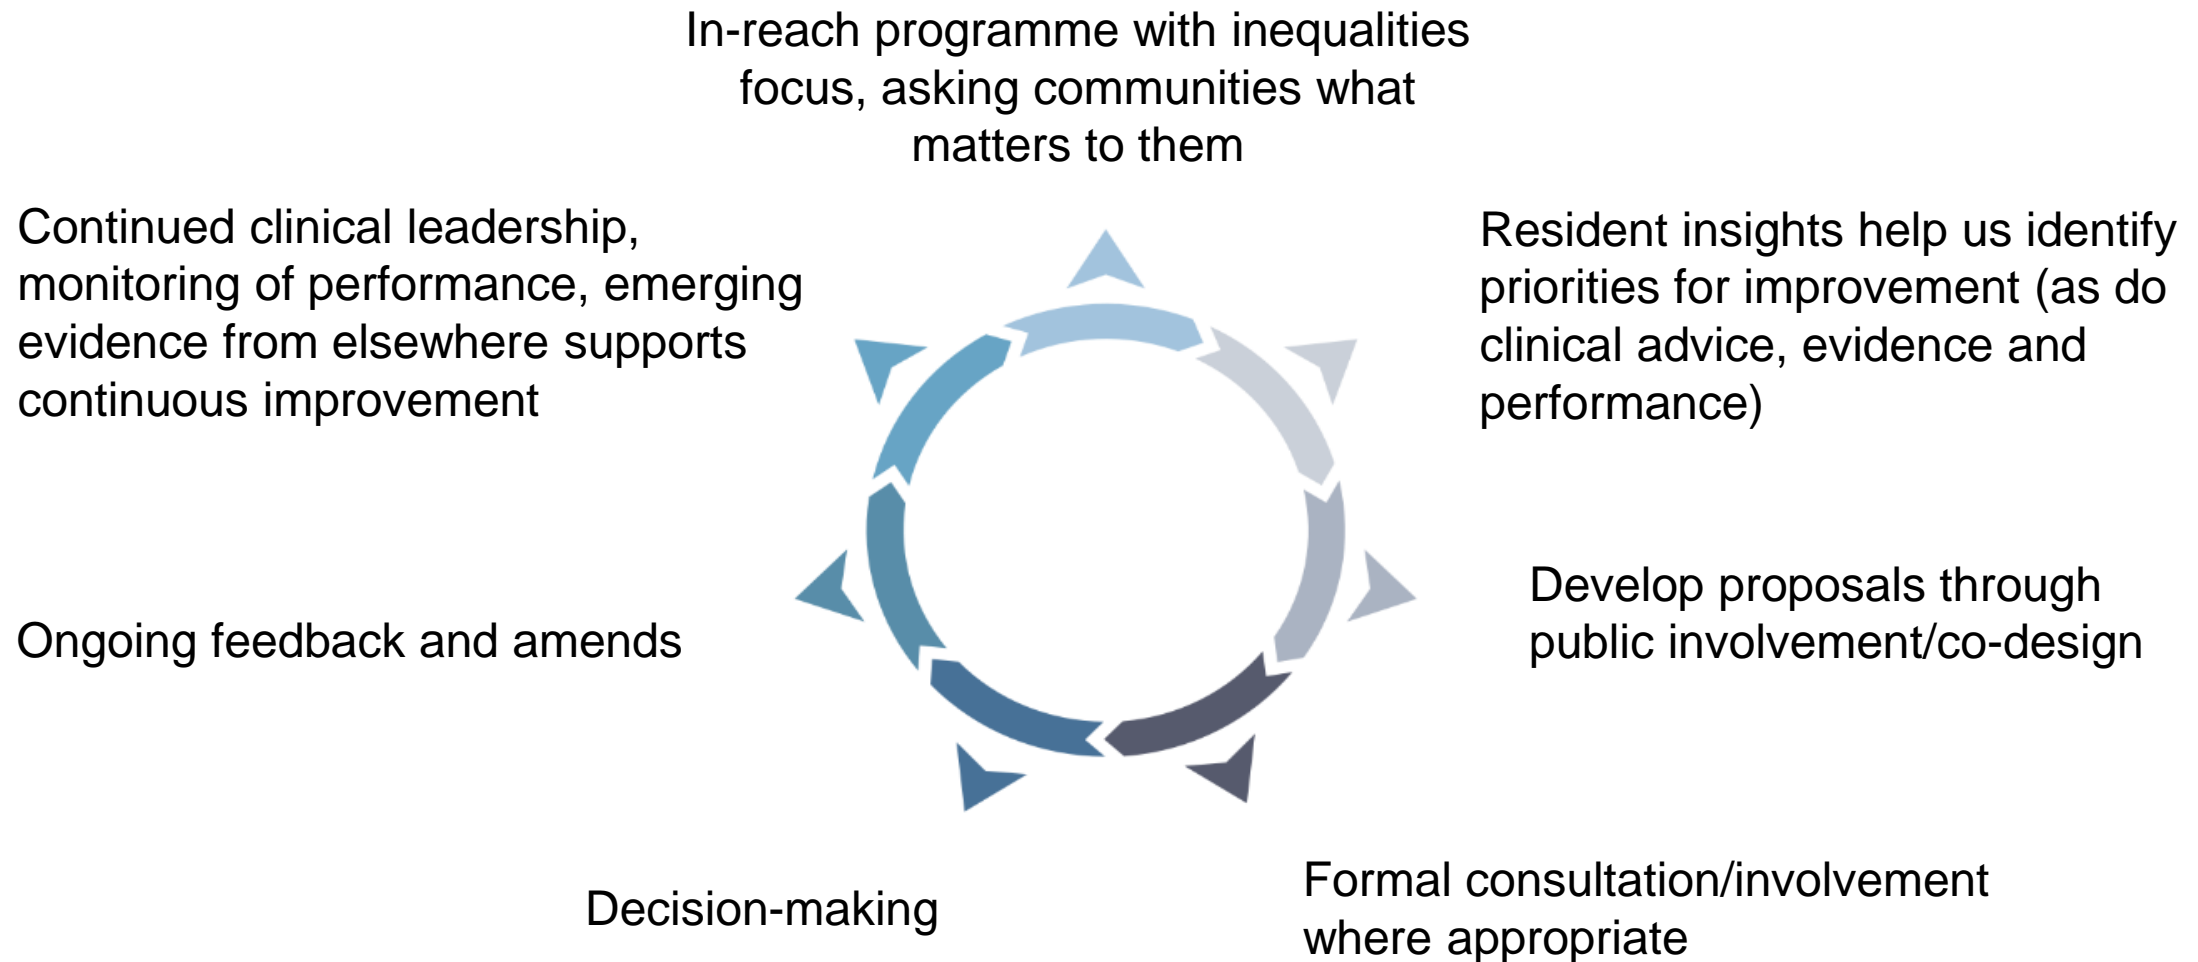 In-reach programme with inequalities
focus, asking communities what
matters to them
Resident insights help us identify
priorities for improvement (as do
clinical advice, evidence and
performance)
Develop proposals through
public involvement/co-design
Formal consultation/involvement
where appropriate
Decision-making
Ongoing feedback and amends
Continued clinical leadership,
monitoring of performance, emerging
evidence from elsewhere supports
continuous improvement